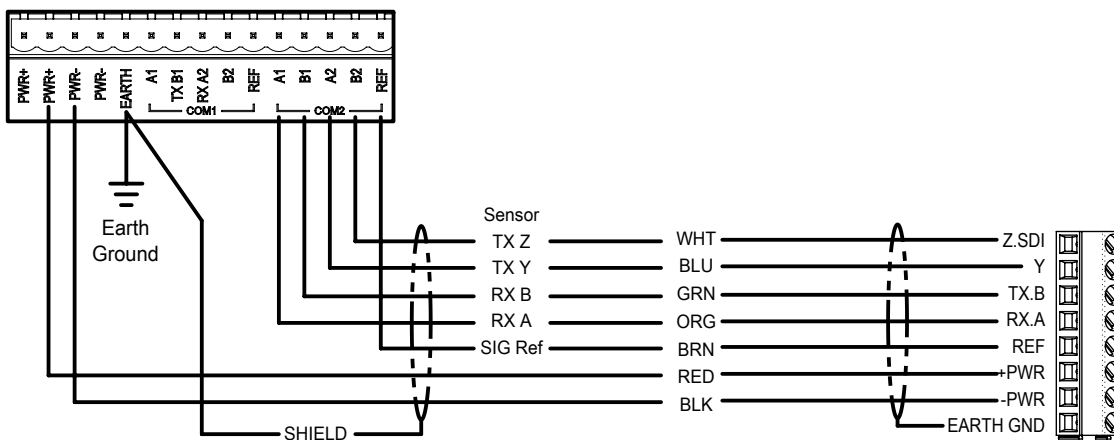 PWR+
PWR+
PWR-
PWR-
EARTH
A1
TX B1
RX A2
B2
REF
A1
B1
A2
B2
REF
COM1
COM2
Earth
Ground
Sensor
TX Z WHT Z.SDI
TX Y BLU Y
RX B GRN TX.B
RX A ORG RX.A
SIG Ref BRN REF
RED +PWR
BLK -PWR
SHIELD EARTH GND